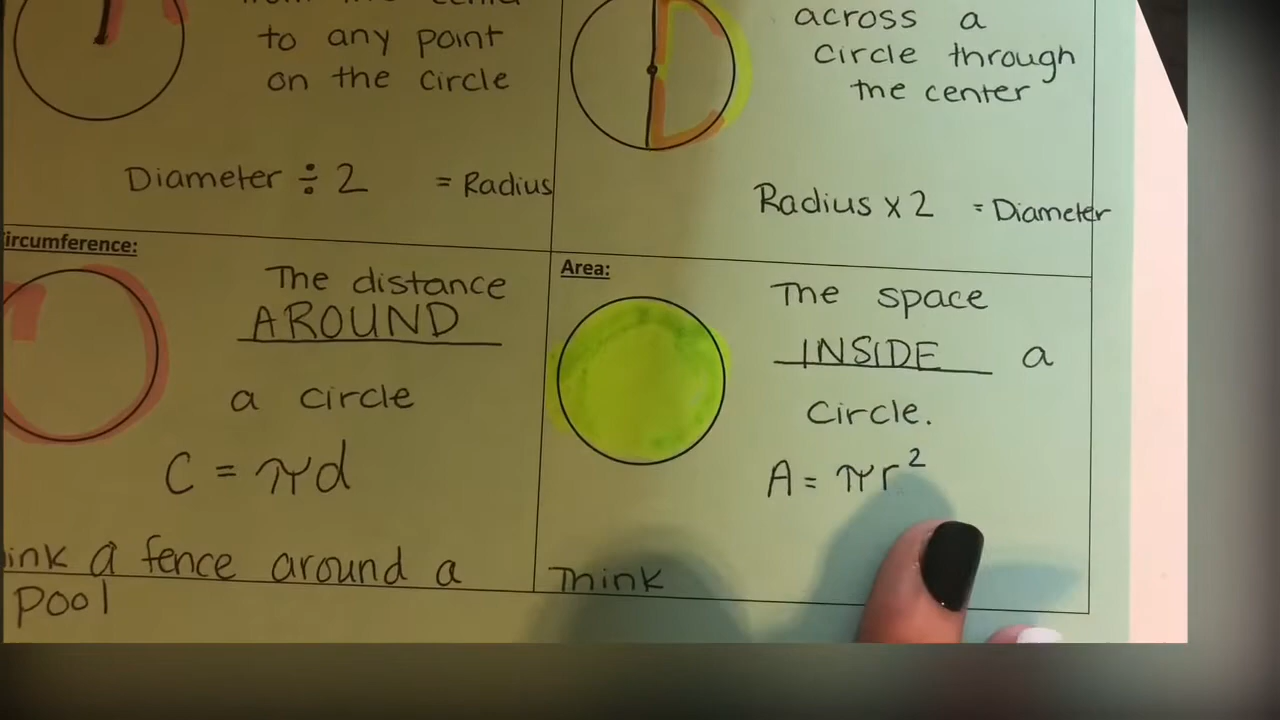 to any point
on the circle
Diameter ÷ 2 = Radius
across a
circle through
the center
Radius x 2 = Diameter
ircumference:
The distance
AROUND
a circle
C = πd
ink a fence around a
pool
Area:
The space
INSIDE a
circle.
A = πr²
Think